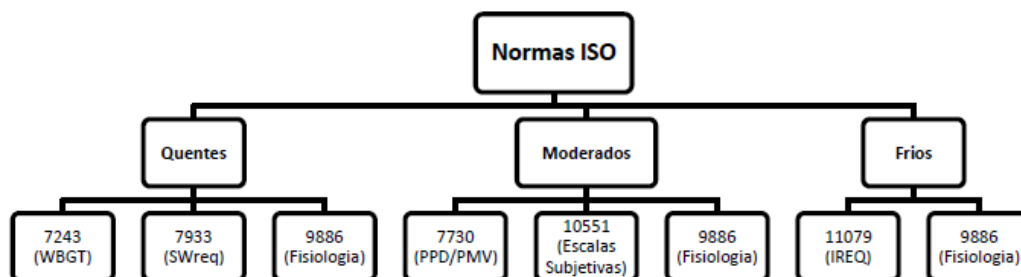 Normas ISO
Quentes
Moderados
Frios
7243
(WBGT)
7933
(SWreq)
9886
(Fisiologia)
7730
(PPD/PMV)
10551
(Escalas
Subjetivas)
9886
(Fisiologia)
11079
(IREQ)
9886
(Fisiologia)